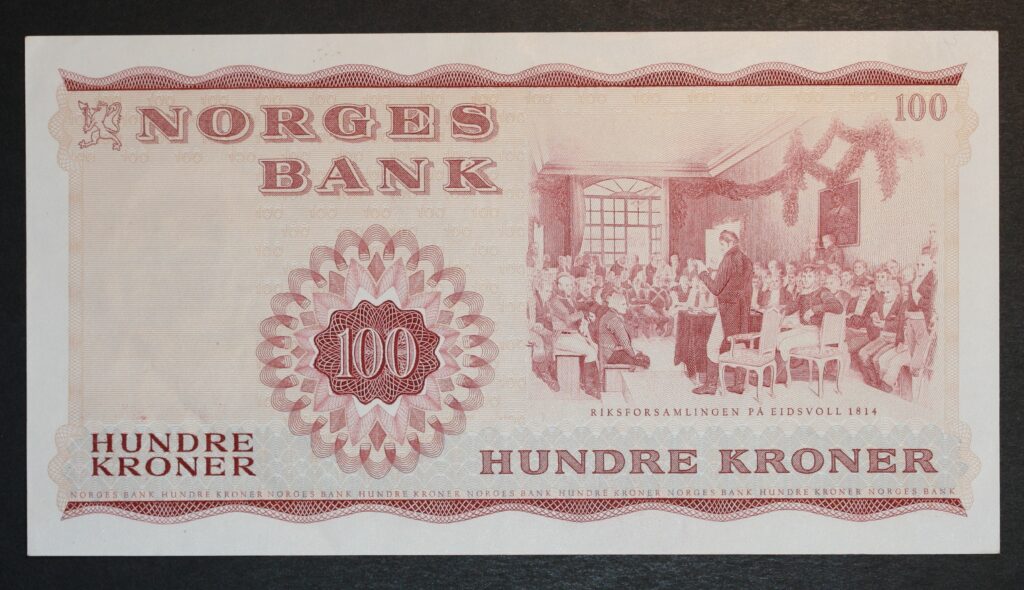 NORGES
BANK
100
100
RIKSFORSAMLINGEN PÅ EIDSVOLL 1814
HUNDRE
KRONER
HUNDRE KRONER
NORGES BANK HUNDRE KRONER NORGES BANK HUNDRE KRONER NORGES BANK HUNDRE KRONER NORGES BANK HUNDRE KRONER NORGES BANK